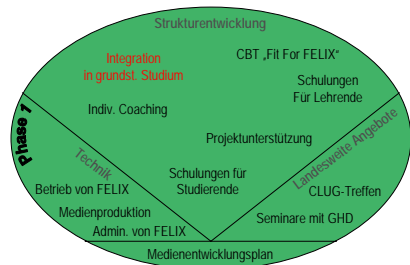 Strukturentwicklung
Integration
in grundst. Studium
CBT „Fit For FELIX“
Schulungen
Für Lehrende
Indiv. Coaching
Phase 1
Projektunterstützung
Technik
Landesweite Angebote
Schulungen für
Studierende
Betrieb von FELIX
CLUG-Treffen
Medienproduktion
Seminare mit GHD
Admin. von FELIX
Medienentwicklungsplan